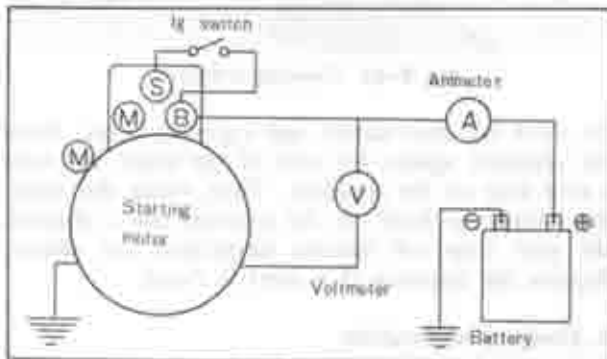 Ig switch
S
Ammeter
M
B
A
M
V
Starting
motor
⊖
⊕
Voltmeter
Battery